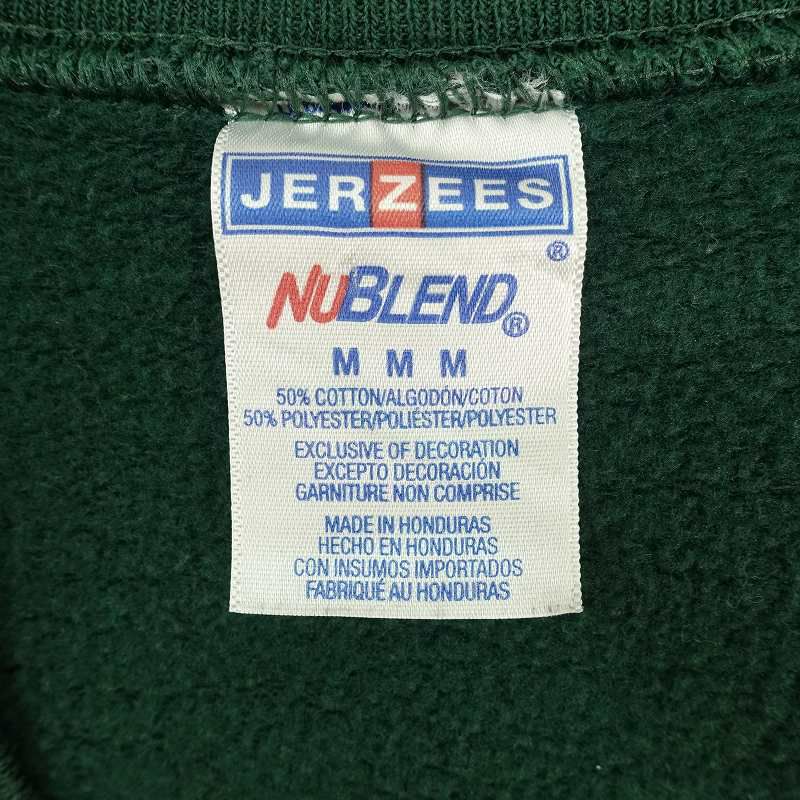 JERZEES
®
NUBLEND®
M M M
50% COTTON/ALGODÓN/COTON
50% POLYESTER/POLIÉSTER/POLYESTER
EXCLUSIVE OF DECORATION
EXCEPTO DECORACIÓN
GARNITURE NON COMPRISE
MADE IN HONDURAS
HECHO EN HONDURAS
CON INSUMOS IMPORTADOS
FABRIQUÉ AU HONDURAS